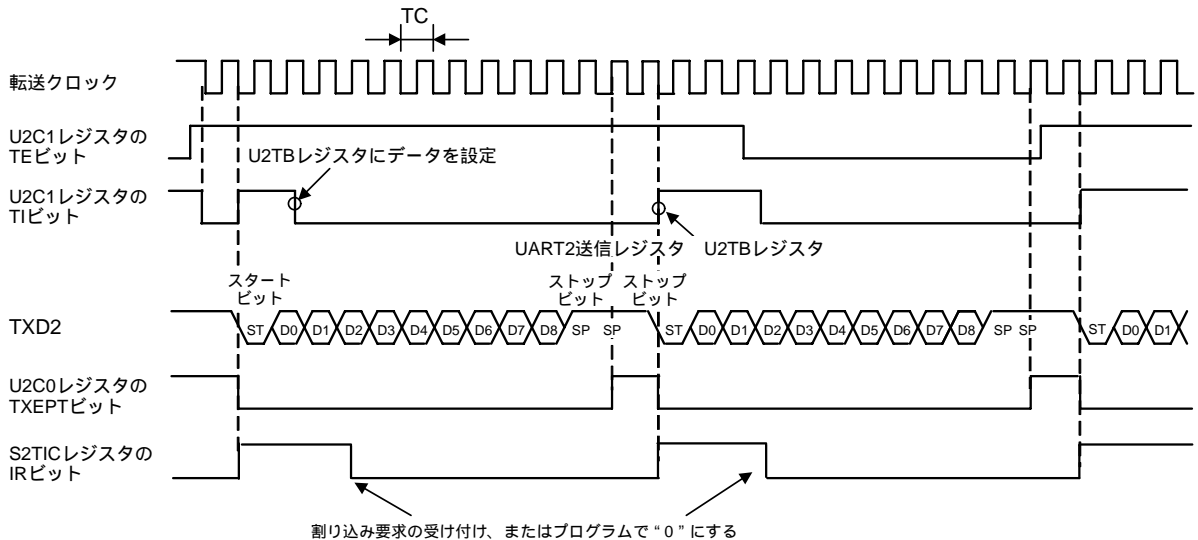 TC
転送クロック
U2C1レジスタの
TEビット
U2TBレジスタにデータを設定
U2C1レジスタの
TIビット
UART2送信レジスタ U2TBレジスタ
スタート
ビット
ストップ
ビット
ストップ
ビット
TXD2
ST D0 D1 D2 D3 D4 D5 D6 D7 D8 SP SP ST D0 D1 D2 D3 D4 D5 D6 D7 D8 SP SP ST D0 D1
U2C0レジスタの
TXEPTビット
S2TICレジスタの
IRビット
割り込み要求の受け付け、またはプログラムで“0”にする